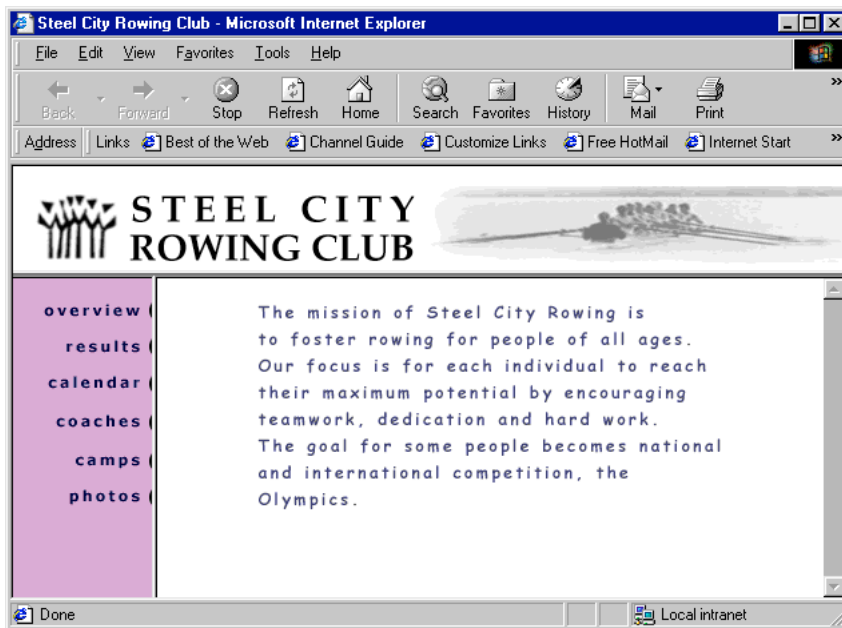 Steel City Rowing Club - Microsoft Internet Explorer
File Edit View Favorites Tools Help
Back Forward Stop Refresh Home Search Favorites History Mail Print »
Address Links Best of the Web Channel Guide Customize Links Free HotMail Internet Start »
STEEL CITY
ROWING CLUB
overview
results
calendar
coaches
camps
photos
The mission of Steel City Rowing is
to foster rowing for people of all ages.
Our focus is for each individual to reach
their maximum potential by encouraging
teamwork, dedication and hard work.
The goal for some people becomes national
and international competition, the
Olympics.
Done Local intranet